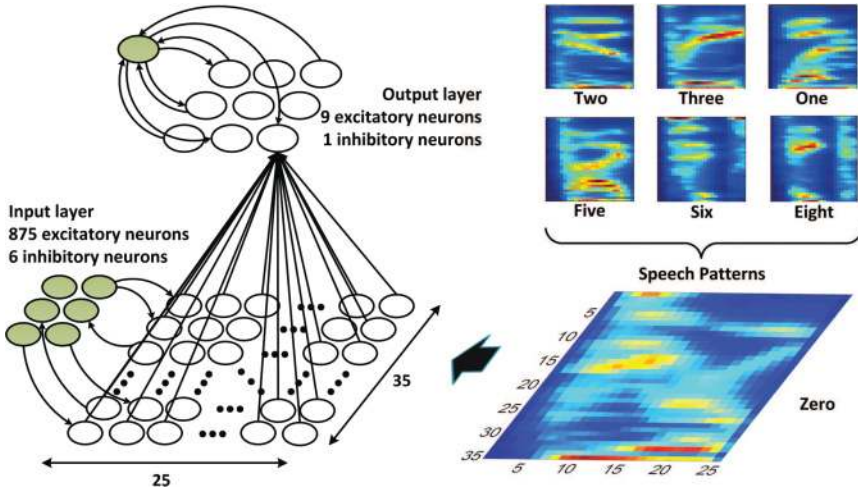 Output layer
9 excitatory neurons
1 inhibitory neurons
Input layer
875 excitatory neurons
6 inhibitory neurons
35
25
Two Three One
Five Six Eight
Speech Patterns
5
10
15
20
25
30
35
5 10 15 20 25
Zero